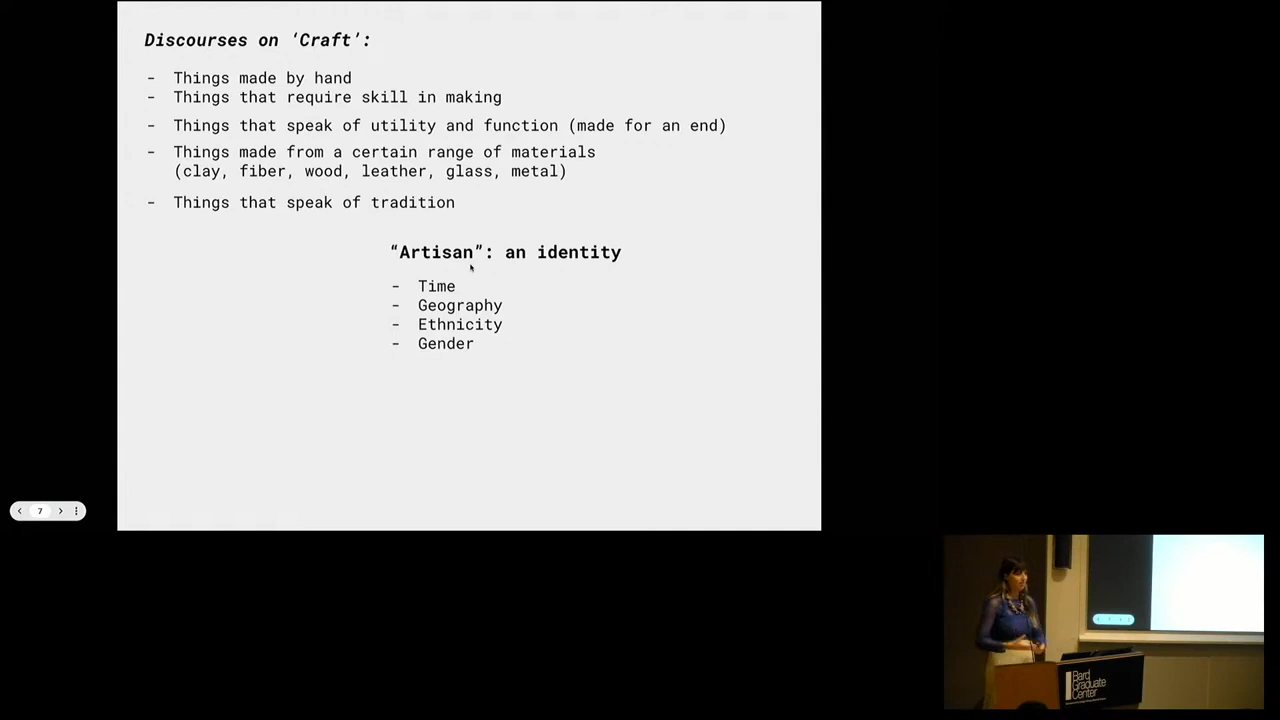 Discourses on ‘Craft’:
- Things made by hand
- Things that require skill in making
- Things that speak of utility and function (made for an end)
- Things made from a certain range of materials
(clay, fiber, wood, leather, glass, metal)
- Things that speak of tradition
“Artisan”: an identity
- Time
- Geography
- Ethnicity
- Gender
7
Bard
Graduate
Center